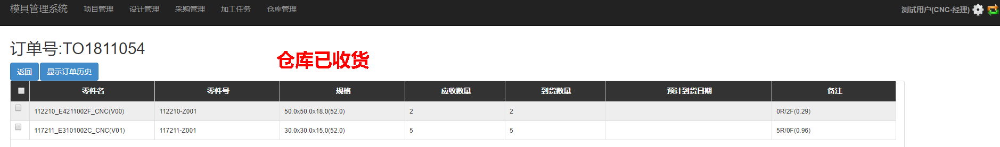 模具管理系统 项目管理 设计管理 采购管理 加工任务 仓库管理 测试用户(CNC-经理)
订单号:TO1811054
仓库已收货
返回 显示订单历史
零件名 零件号 规格 应收数量 到货数量 预计到货日期 备注
112210_E4211002F_CNC(V00) 112210-Z001 50.0x50.0x18.0(52.0) 2 2 0R/2F(0.29)
117211_E3101002C_CNC(V01) 117211-Z001 30.0x30.0x15.0(52.0) 5 5 5R/0F(0.96)